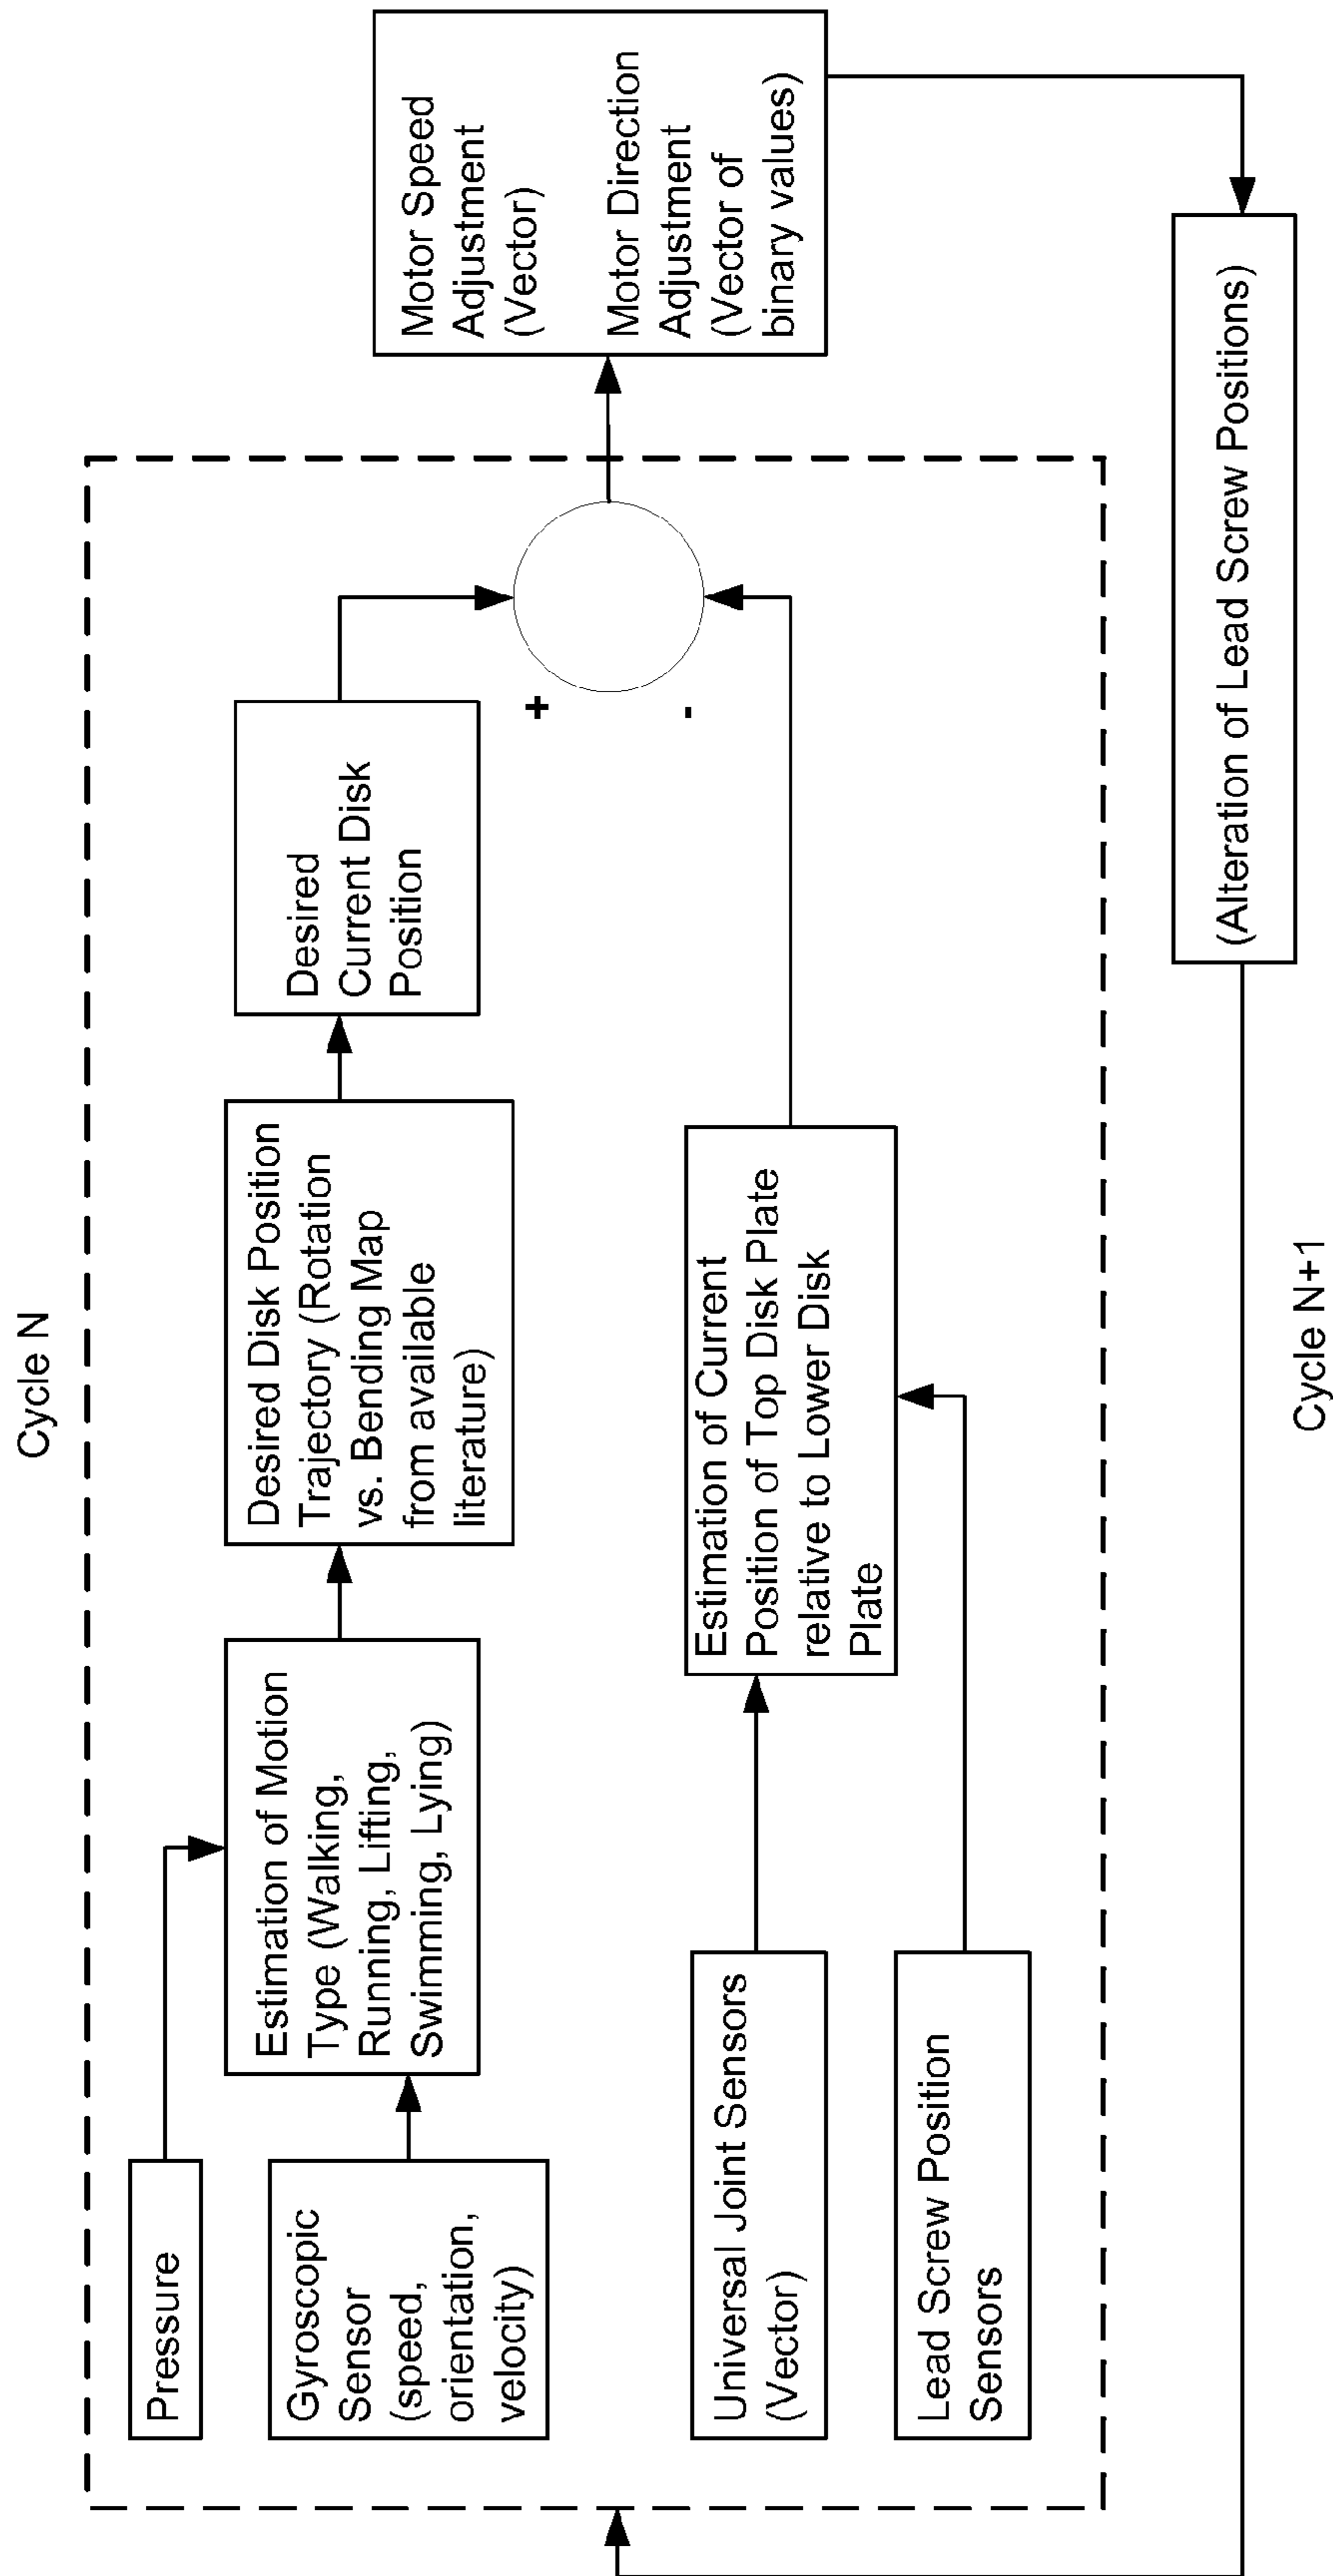 Cycle N
Pressure
Gyroscopic
Sensor
(speed,
orientation,
velocity)
Estimation of Motion
Type (Walking,
Running, Lifting,
Swimming, Lying)
Desired Disk Position
Trajectory (Rotation
vs. Bending Map
from available
literature)
Desired
Current Disk
Position
+
-
Universal Joint Sensors
(Vector)
Lead Screw Position
Sensors
Estimation of Current
Position of Top Disk Plate
relative to Lower Disk
Plate
Motor Speed
Adjustment
(Vector)
Motor Direction
Adjustment
(Vector of
binary values)
(Alteration of Lead Screw Positions)
Cycle N+1